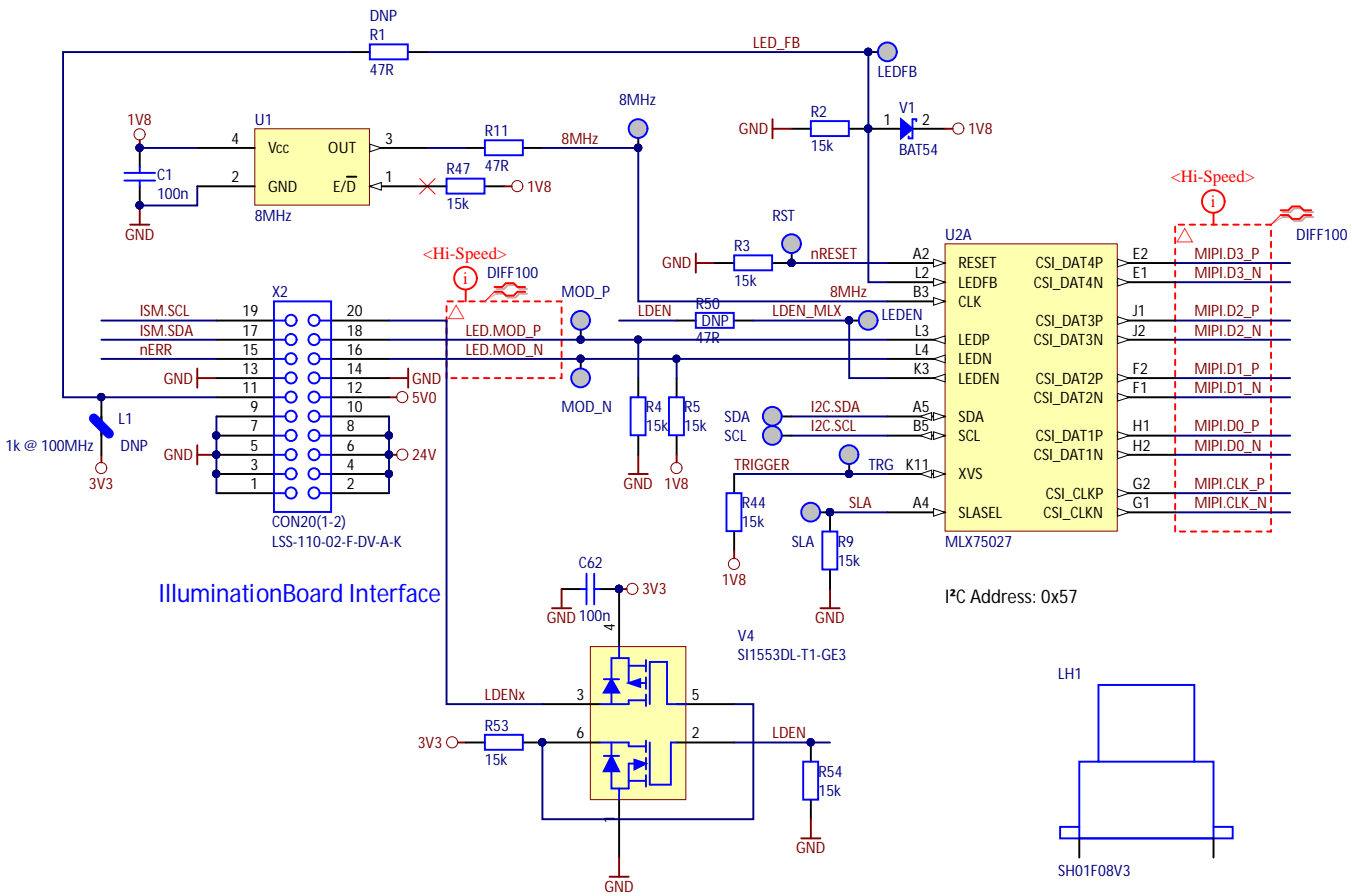 DNP
R1
47R
LED_FB
LEDFB
8MHz
1V8
U1
4
Vcc
OUT
3
R11
47R
8MHz
C1
100n
2
GND
E/D
1
R47
15k
1V8
8MHz
GND
GND
R2
15k
1
V1
2
BAT54
1V8
<Hi-Speed>
i
DIFF100
RST
R3
GND
15k
nRESET
U2A
A2
RESET
L2
LEDFB
8MHz
B3
CLK
CSI_DAT4P
E2
MIPI.D3_P
CSI_DAT4N
E1
MIPI.D3_N
<Hi-Speed>
i
DIFF100
X2
MOD_P
R50
LDEN
DNP
LDEN_MLX
47R
LEDEN
ISM.SCL
19
20
ISM.SDA
17
18
LED.MOD_P
L3
LEDP
CSI_DAT3P
J1
MIPI.D2_P
CSI_DAT3N
J2
MIPI.D2_N
nERR
15
16
LED.MOD_N
L4
LEDN
GND
13
14
GND
K3
LEDEN
CSI_DAT2P
F2
MIPI.D1_P
11
12
5V0
CSI_DAT2N
F1
MIPI.D1_N
MOD_N
R4
15k
R5
15k
L1
1k @ 100MHz
DNP
3V3
9
10
7
8
GND
5
6
24V
3
4
1
2
SDA
I2C.SDA
A5
SDA
SCL
I2C.SCL
B5
SCL
CSI_DAT1P
H1
MIPI.D0_P
CSI_DAT1N
H2
MIPI.D0_N
TRIGGER
TRG
K11
XVS
GND
1V8
CSI_CLKP
G2
MIPI.CLK_P
CSI_CLKN
G1
MIPI.CLK_N
R44
15k
1V8
SLA
A4
SLASEL
SLA
R9
15k
GND
CON20(1-2)
LSS-110-02-F-DV-A-K
MLX75027
IlluminationBoard Interface
I²C Address: 0x57
C62
3V3
GND
100n
4
V4
SI1553DL-T1-GE3
LDENx
3
5
3V3
R53
15k
6
2
LDEN
R54
15k
1
GND
GND
LH1
SH01F08V3